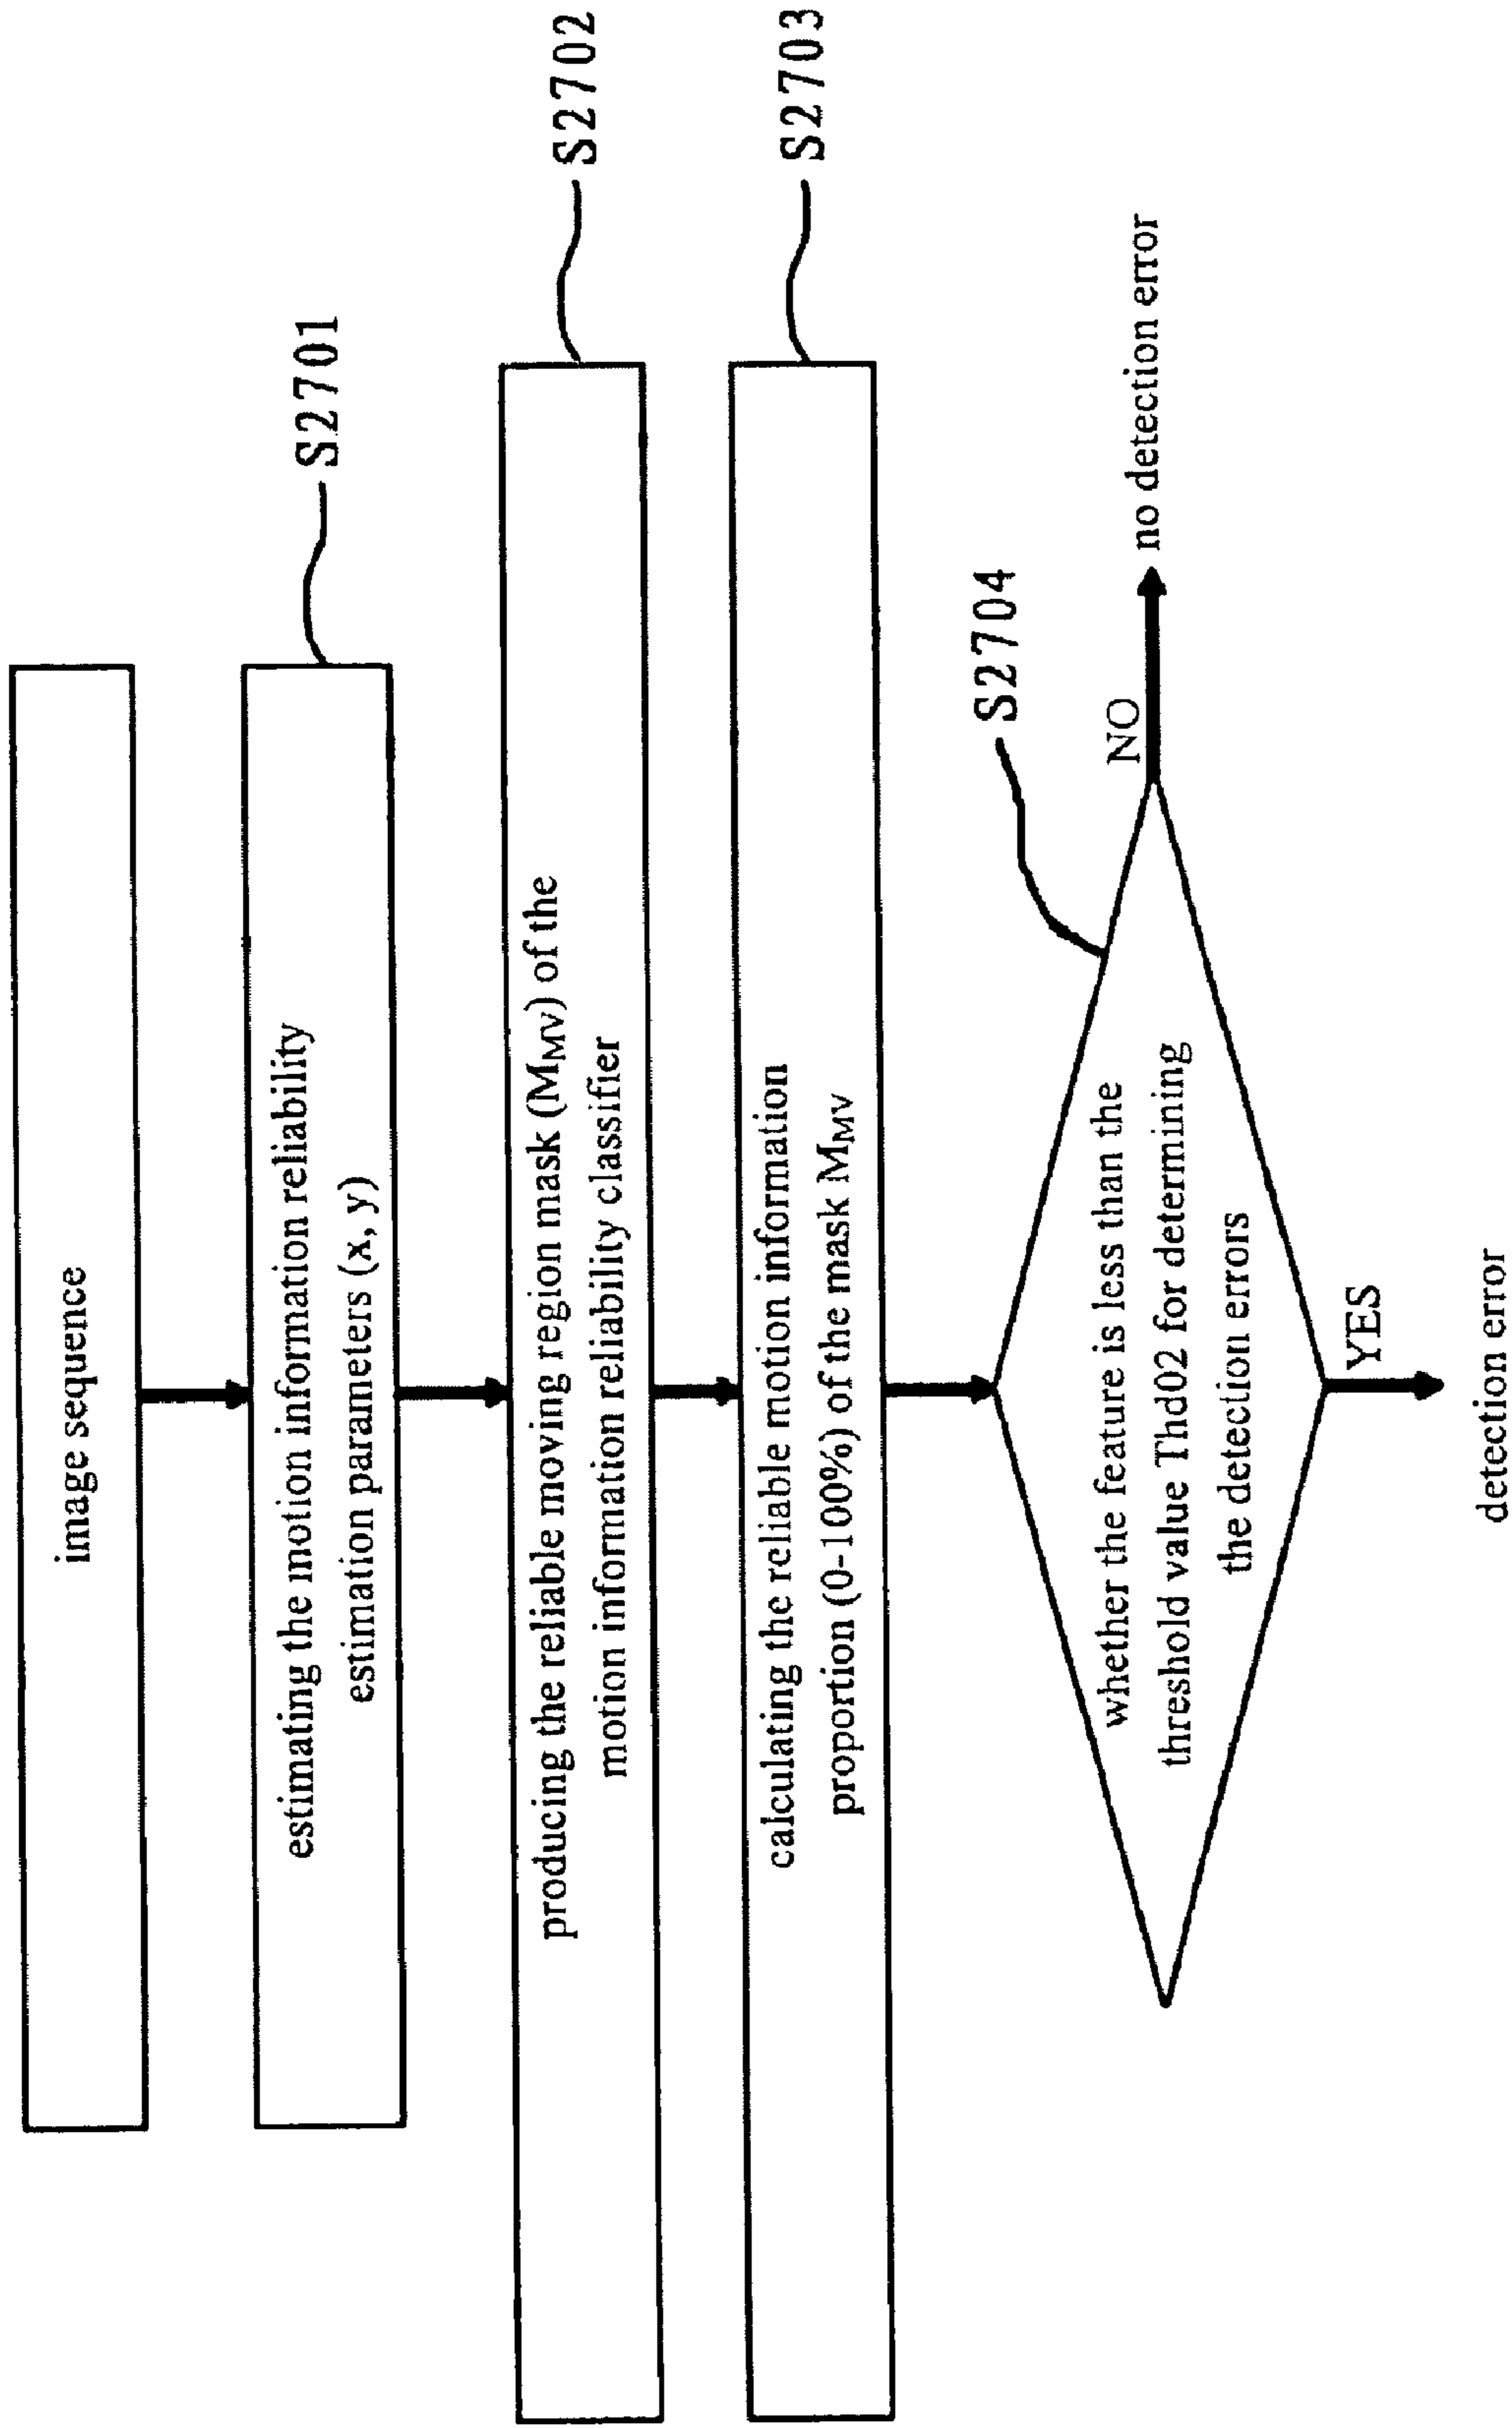 image sequence
estimating the motion information reliability
estimation parameters (x, y)
S2701
producing the reliable moving region mask (MMV) of the
motion information reliability classifier
S2702
calculating the reliable motion information
proportion (0-100%) of the mask MMV
S2703
whether the feature is less than the
threshold value Thd02 for determining
the detection errors
S2704
NO
no detection error
YES
detection error